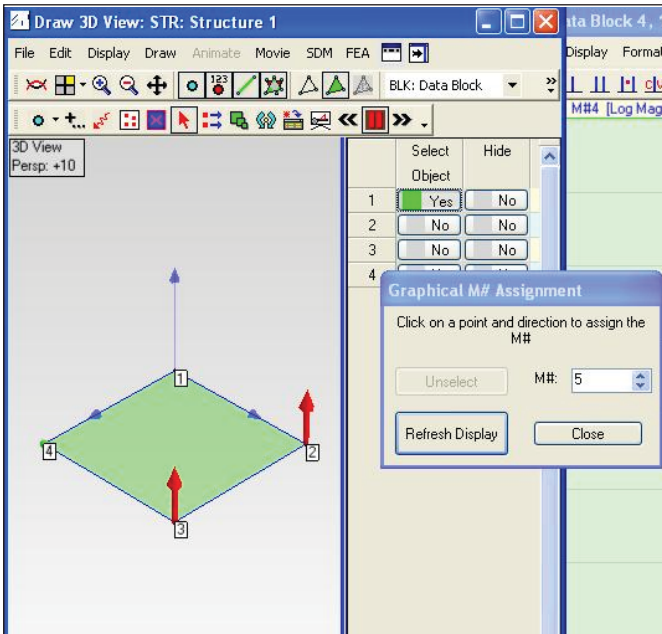 Draw 3D View: STR: Structure 1
ata Block 4,
File Edit Display Draw Animate Movie SDM FEA
Display Format
123
BLK: Data Block
M#4 [Log Mag
3D View
Persp: +10
Select Object
Hide
1 Yes No
2 No No
3 No No
4
Graphical M# Assignment
Click on a point and direction to assign the
M#
Unselect
M#: 5
Refresh Display
Close
1
2
3
4